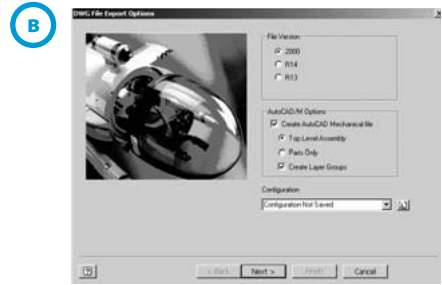 B
DWG File Export Options
File Version
2000
R14
R13
AutoCAD/M Options
Create AutoCAD Mechanical file
Top Level Assembly
Parts Only
Create Layer Groups
Configuration
Configuration Not Saved
< Back
Next >
Finish
Cancel